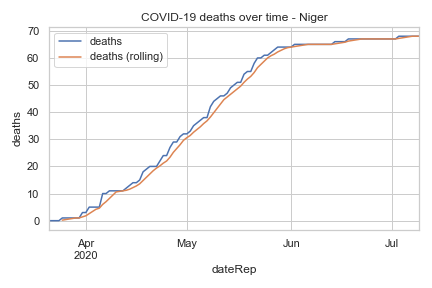 COVID-19 deaths over time - Niger
deaths
deaths (rolling)
70
60
50
40
30
20
10
0
deaths
Apr
2020
May
Jun
Jul
dateRep